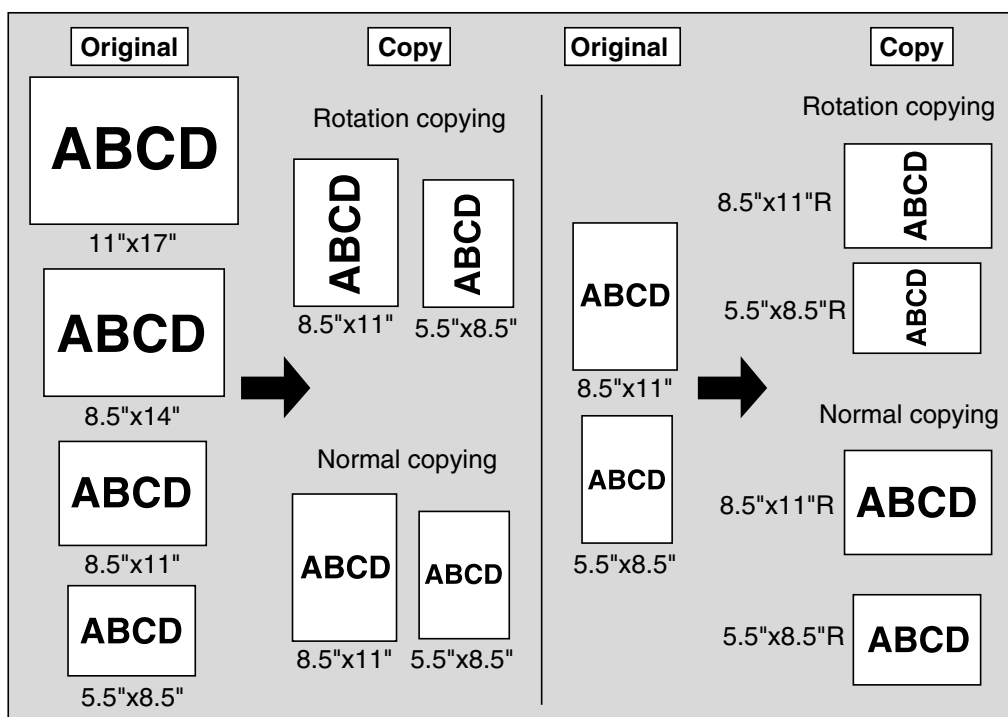 Original
Copy
ABCD
11"x17"
ABCD
8.5"x14"
ABCD
8.5"x11"
ABCD
5.5"x8.5"
Rotation copying
ABCD
8.5"x11"
ABCD
5.5"x8.5"
Normal copying
ABCD
8.5"x11"
ABCD
5.5"x8.5"
Original
Copy
ABCD
8.5"x11"
ABCD
5.5"x8.5"
Rotation copying
8.5"x11"R
ABCD
5.5"x8.5"R
ABCD
Normal copying
8.5"x11"R
ABCD
5.5"x8.5"R
ABCD